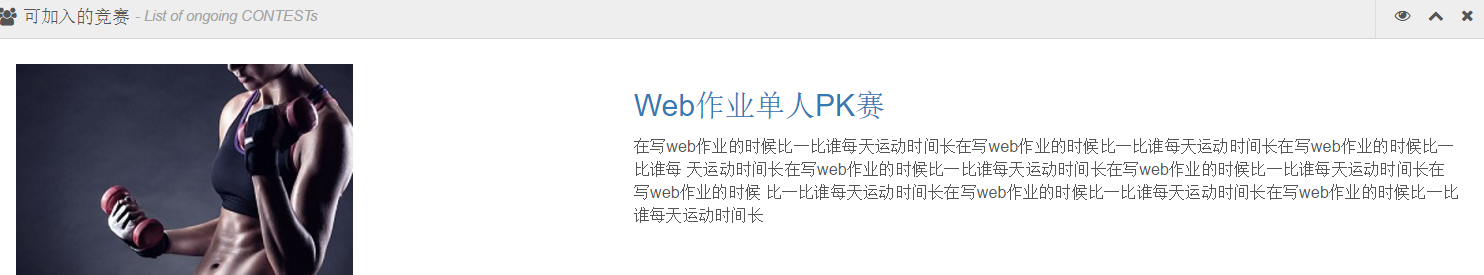 可加入的竞赛 - List of ongoing CONTESTs
Web作业单人PK赛
在写web作业的时候比一比谁每天运动时间长在写web作业的时候比一比谁每天运动时间长在写web作业的时候比一
比谁每 天运动时间长在写web作业的时候比一比谁每天运动时间长在写web作业的时候比一比谁每天运动时间长在
写web作业的时候 比一比谁每天运动时间长在写web作业的时候比一比谁每天运动时间长在写web作业的时候比一比
谁每天运动时间长